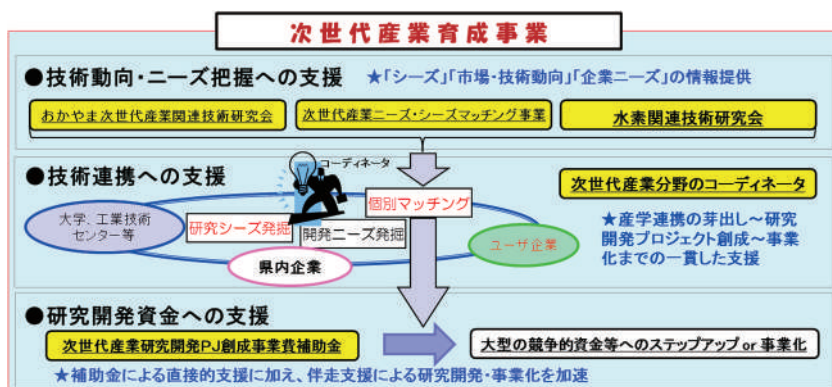 次世代産業育成事業
●技術動向・ニーズ把握への支援 ★「シーズ」「市場・技術動向」「企業ニーズ」の情報提供
おかやま次世代産業関連技術研究会
次世代産業ニーズ・シーズマッチング事業
水素関連技術研究会
●技術連携への支援
コーディネータ
次世代産業分野のコーディネータ
大学、工業技術
センター等
研究シーズ発掘
個別マッチング
開発ニーズ発掘
県内企業
ユーザ企業
★産学連携の芽出し～研究
開発プロジェクト創成～事業
化までの一貫した支援
●研究開発資金への支援
次世代産業研究開発PJ創成事業費補助金
大型の競争的資金等へのステップアップ or 事業化
★補助金による直接的支援に加え、伴走支援による研究開発・事業化を加速